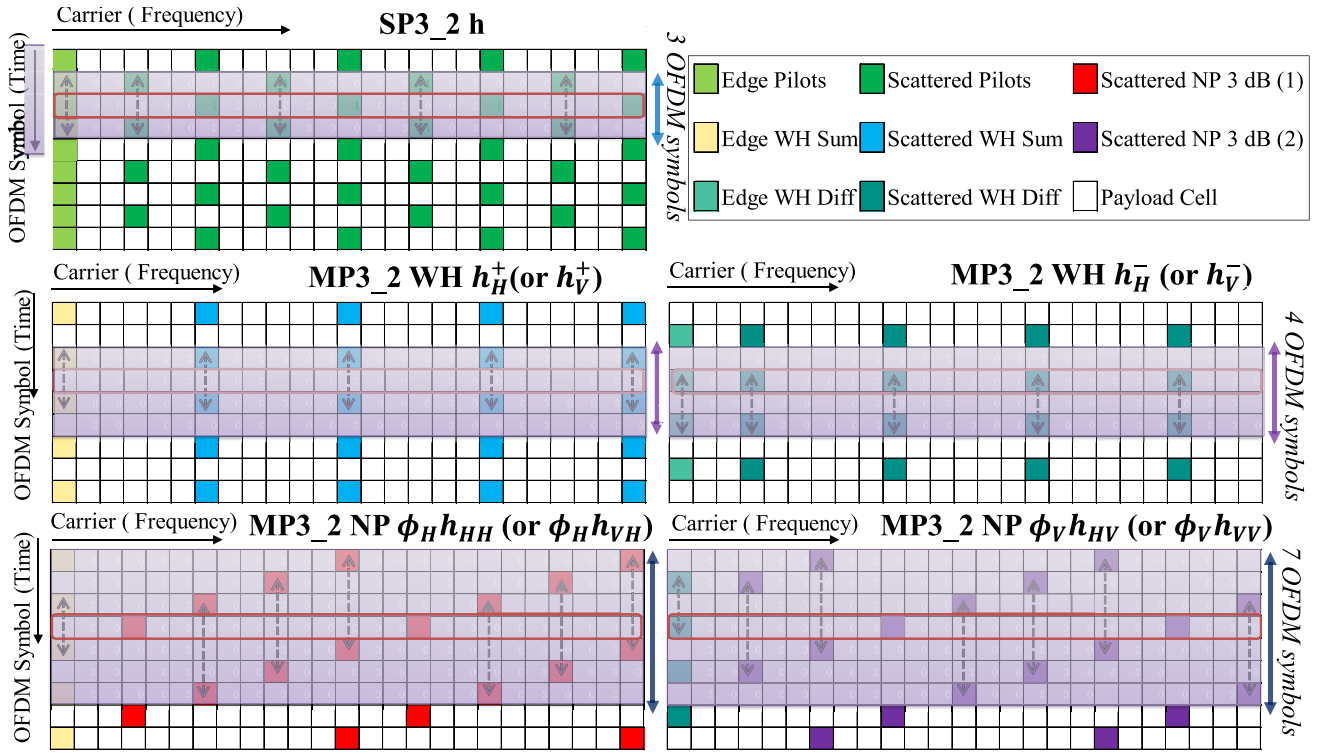 Carrier ( Frequency)
SP3_2 h
OFDM Symbol (Time)
3 OFDM symbols
Edge Pilots
Scattered Pilots
Scattered NP 3 dB (1)
Edge WH Sum
Scattered WH Sum
Scattered NP 3 dB (2)
Edge WH Diff
Scattered WH Diff
Payload Cell
Carrier ( Frequency)
MP3_2 WH h_H^+(or h_V^+)
OFDM Symbol (Time)
Carrier ( Frequency)
MP3_2 WH h_H^- (or h_V^-)
4 OFDM symbols
Carrier ( Frequency)
MP3_2 NP ϕ_H h_HH (or ϕ_H h_VH)
OFDM Symbol (Time)
Carrier ( Frequency)
MP3_2 NP ϕ_V h_HV (or ϕ_V h_VV)
7 OFDM symbols